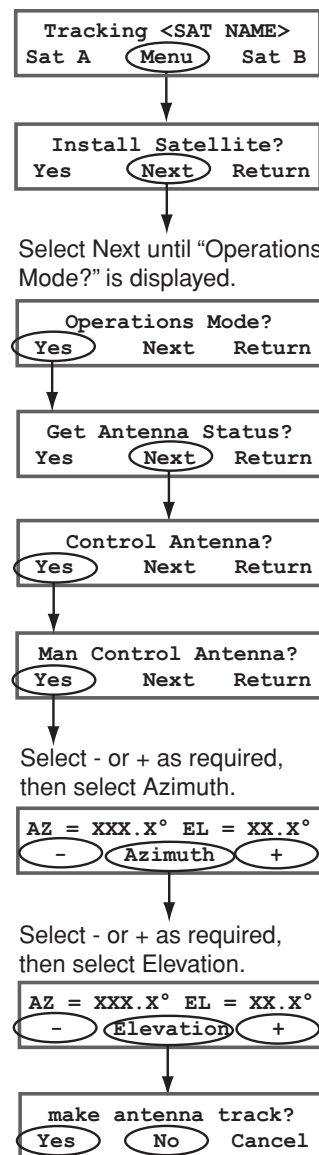 Tracking <SAT NAME>
Sat A Menu Sat B
Install Satellite?
Yes Next Return
Select Next until “Operations
Mode?” is displayed.
Operations Mode?
Yes Next Return
Get Antenna Status?
Yes Next Return
Control Antenna?
Yes Next Return
Man Control Antenna?
Yes Next Return
Select - or + as required,
then select Azimuth.
AZ = XXX.X° EL = XX.X°
- Azimuth +
Select - or + as required,
then select Elevation.
AZ = XXX.X° EL = XX.X°
- Elevation +
make antenna track?
Yes No Cancel